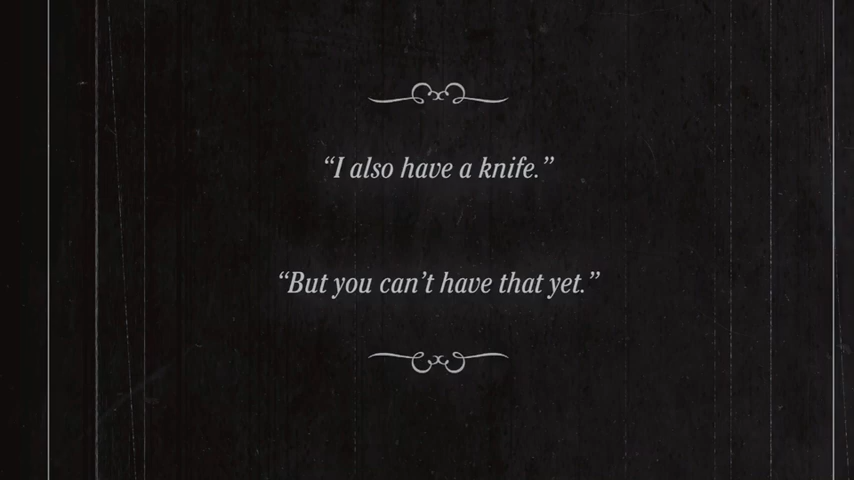 “I also have a knife.”
“But you can’t have that yet.”